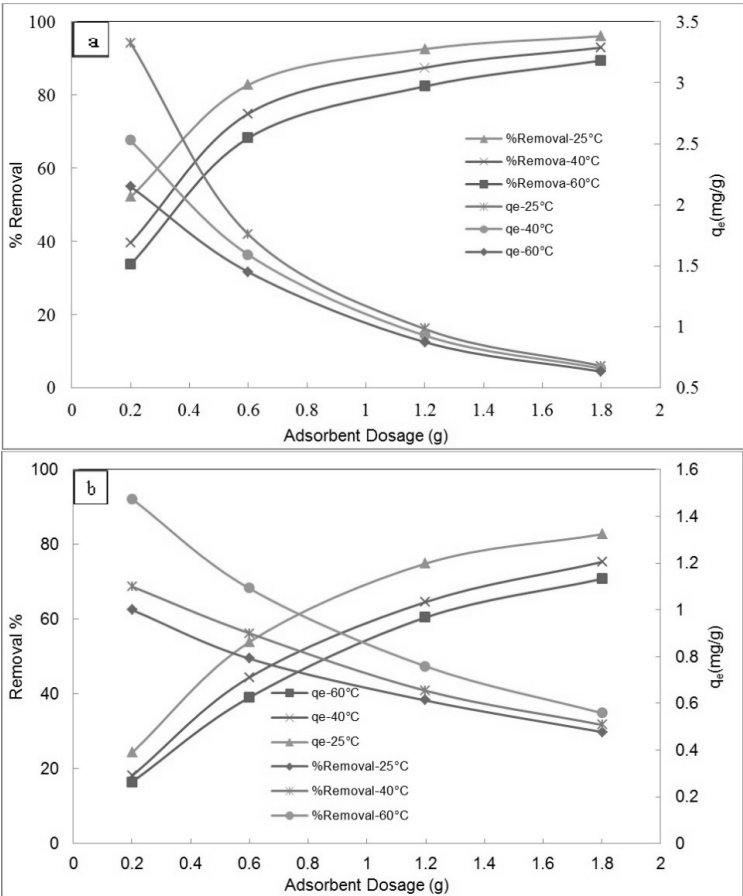 a
100
80
60
40
20
0
% Removal
3.5
3
2.5
2
1.5
1
0.5
qe(mg/g)
%Removal-25°C
%Remova-40°C
%Remova-60°C
qe-25°C
qe-40°C
qe-60°C
0 0.2 0.4 0.6 0.8 1 1.2 1.4 1.6 1.8 2
Adsorbent Dosage (g)
b
100
80
60
40
20
0
Removal %
1.6
1.4
1.2
1
0.8
0.6
0.4
0.2
0
qe(mg/g)
qe-60°C
qe-40°C
qe-25°C
%Removal-25°C
%Removal-40°C
%Removal-60°C
0 0.2 0.4 0.6 0.8 1 1.2 1.4 1.6 1.8 2
Adsorbent Dosage (g)